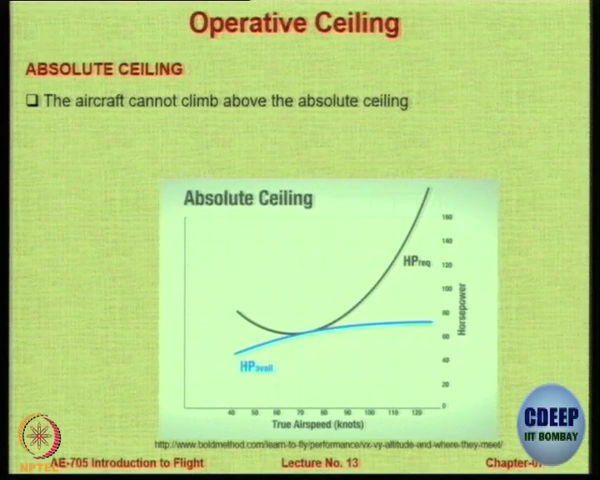 Operative Ceiling
ABSOLUTE CEILING
The aircraft cannot climb above the absolute ceiling
Absolute Ceiling
160
140
HPreq
120
100
80
60
40
20
0
Horsepower
HPavail
40 50 60 70 80 90 100 110 120
True Airspeed (knots)
http://www.boldmethod.com/learn-to-fly/performance/vx-vy-altitude-and-where-they-meet/
CDEEP
IIT BOMBAY
NPTEL
AE-705 Introduction to Flight Lecture No. 13 Chapter-07